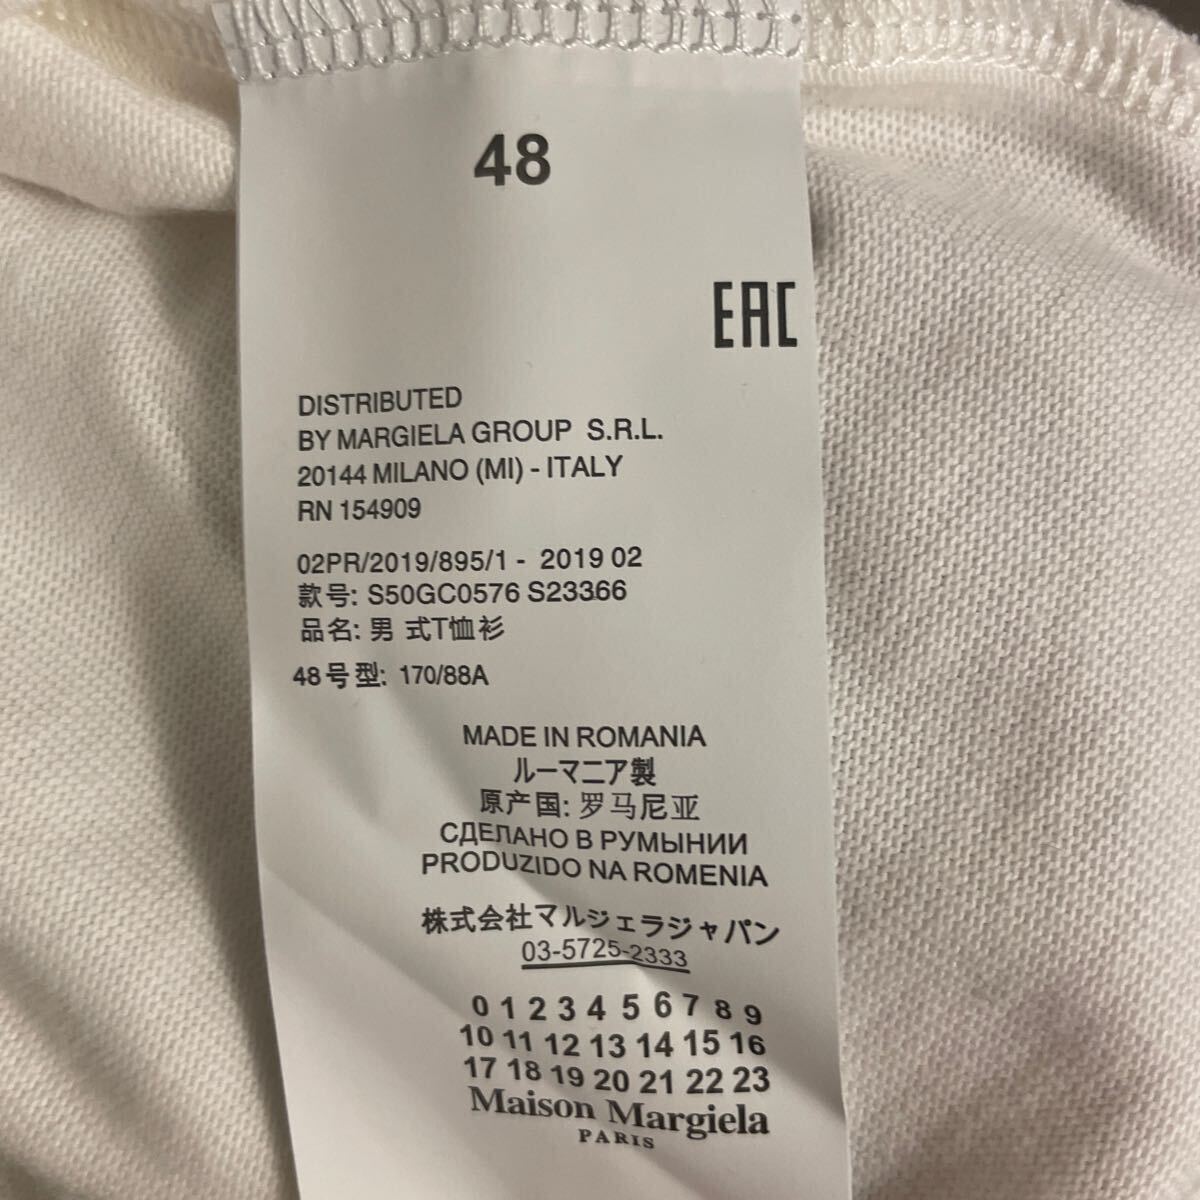 48
EAC
DISTRIBUTED
BY MARGIELA GROUP S.R.L.
20144 MILANO (MI) - ITALY
RN 154909
02PR/2019/895/1 - 2019 02
款号: S50GC0576 S23366
品名: 男 式T恤衫
48号型: 170/88A
MADE IN ROMANIA
ルーマニア製
原产国: 罗马尼亚
СДЕЛАНО В РУМЫНИИ
PRODUZIDO NA ROMENIA
株式会社マルジェラジャパン
03-5725-2333
0 1 2 3 4 5 6 7 8 9
10 11 12 13 14 15 16
17 18 19 20 21 22 23
Maison Margiela
PARIS